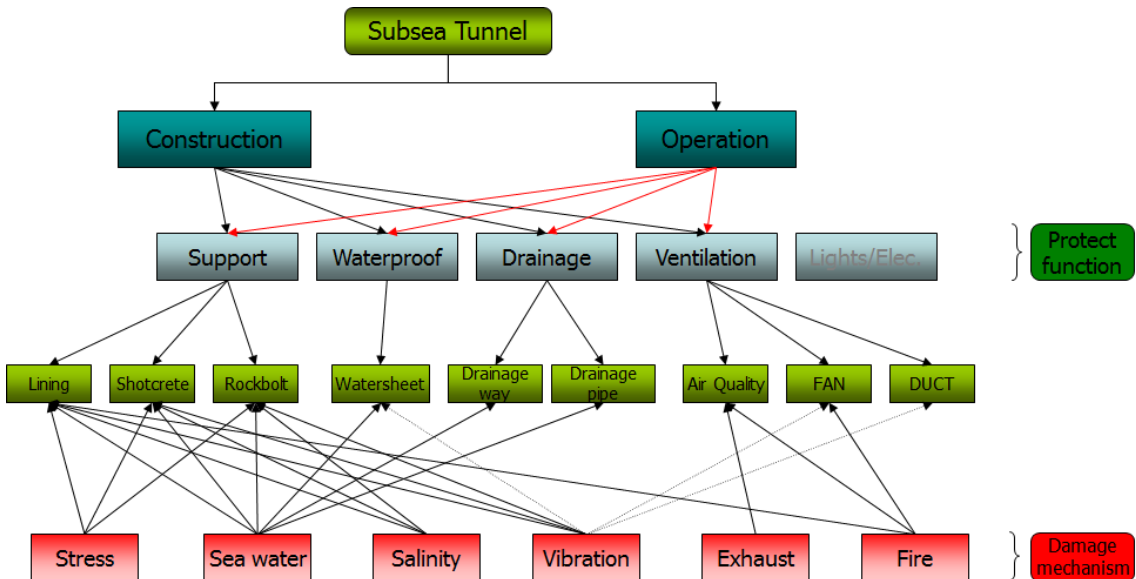 Subsea Tunnel
Construction
Operation
Support
Waterproof
Drainage
Ventilation
Lights/Elec.
Protect
function
Lining
Shotcrete
Rockbolt
Watersheet
Drainage
way
Drainage
pipe
Air Quality
FAN
DUCT
Stress
Sea water
Salinity
Vibration
Exhaust
Fire
Damage
mechanism